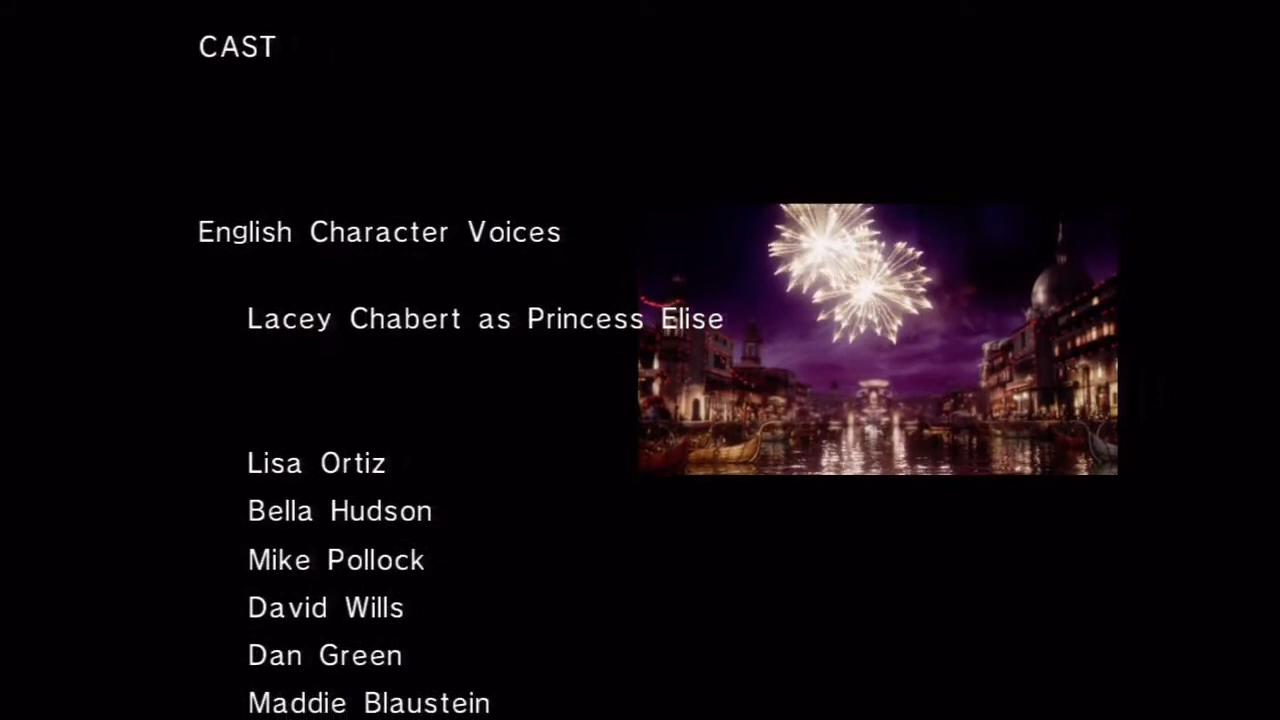 CAST
English Character Voices
Lacey Chabert as Princess Elise
Lisa Ortiz
Bella Hudson
Mike Pollock
David Wills
Dan Green
Maddie Blaustein